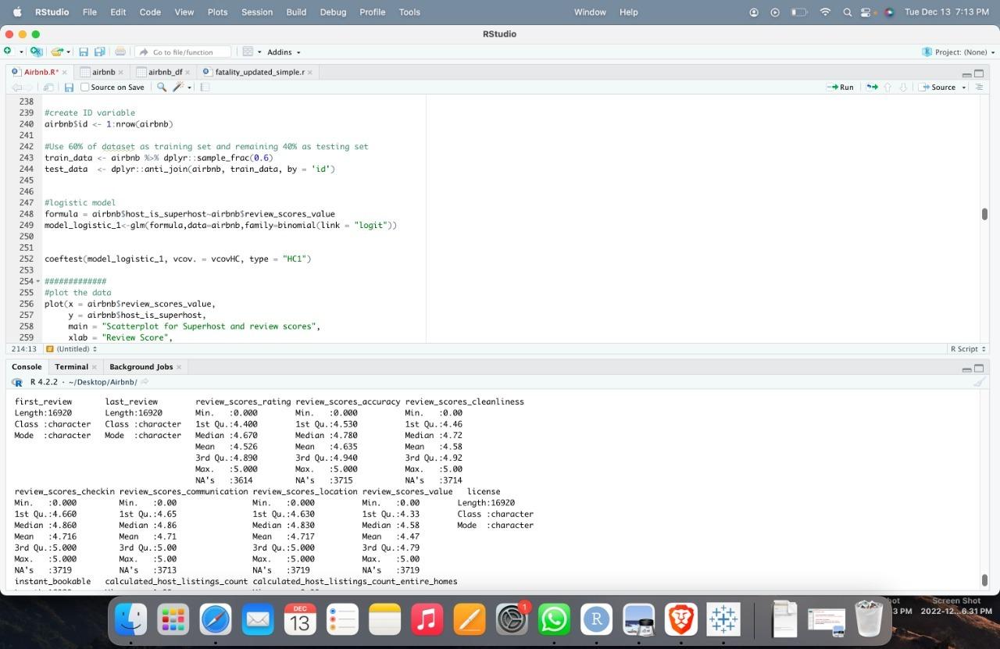 RStudio File Edit Code View Plots Session Build Debug Profile Tools Window Help Tue Dec 13 7:13 PM
RStudio
Go to file/function Addins Project: (None)
Airbnb.R* airbnb airbnb_df fatality_updated_simple.r
Source on Save Run Source
238
239 #create ID variable
240 airbnb$id <- 1:nrow(airbnb)
241
242 #Use 60% of dataset as training set and remaining 40% as testing set
243 train_data <- airbnb %>% dplyr::sample_frac(0.6)
244 test_data  <- dplyr::anti_join(airbnb, train_data, by = 'id')
245
246
247 #logistic model
248 formula = airbnb$host_is_superhost~airbnb$review_scores_value
249 model_logistic_1<-glm(formula,data=airbnb,family=binomial(link = "logit"))
250
251
252 coeftest(model_logistic_1, vcov. = vcovHC, type = "HC1")
253
254 #############
255 #plot the data
256 plot(x = airbnb$review_scores_value,
257      y = airbnb$host_is_superhost,
258      main = "Scatterplot for Superhost and review scores",
259      xlab = "Review Score",
214:13 # (Untitled) R Script
Console Terminal Background Jobs
R R 4.2.2 · ~/Desktop/Airbnb/
first_review last_review review_scores_rating review_scores_accuracy review_scores_cleanliness
Length:16920 Length:16920 Min. :0.000 Min. :0.000 Min. :0.00
Class :character Class :character 1st Qu.:4.400 1st Qu.:4.530 1st Qu.:4.46
Mode :character Mode :character Median :4.670 Median :4.780 Median :4.72
Mean :4.526 Mean :4.635 Mean :4.58
3rd Qu.:4.890 3rd Qu.:4.940 3rd Qu.:4.92
Max. :5.000 Max. :5.000 Max. :5.00
NA's :3614 NA's :3715 NA's :3714
review_scores_checkin review_scores_communication review_scores_location review_scores_value license
Min. :0.000 Min. :0.00 Min. :0.000 Min. :0.00 Length:16920
1st Qu.:4.660 1st Qu.:4.65 1st Qu.:4.630 1st Qu.:4.33 Class :character
Median :4.860 Median :4.86 Median :4.830 Median :4.58 Mode :character
Mean :4.716 Mean :4.71 Mean :4.717 Mean :4.47
3rd Qu.:5.000 3rd Qu.:5.00 3rd Qu.:5.000 3rd Qu.:4.79
Max. :5.000 Max. :5.00 Max. :5.000 Max. :5.00
NA's :3719 NA's :3713 NA's :3719 NA's :3719
instant_bookable calculated_host_listings_count calculated_host_listings_count_entire_homes
DEC
13
1
R
hot Screen Shot
3 PM 2022-12...6.31 PM